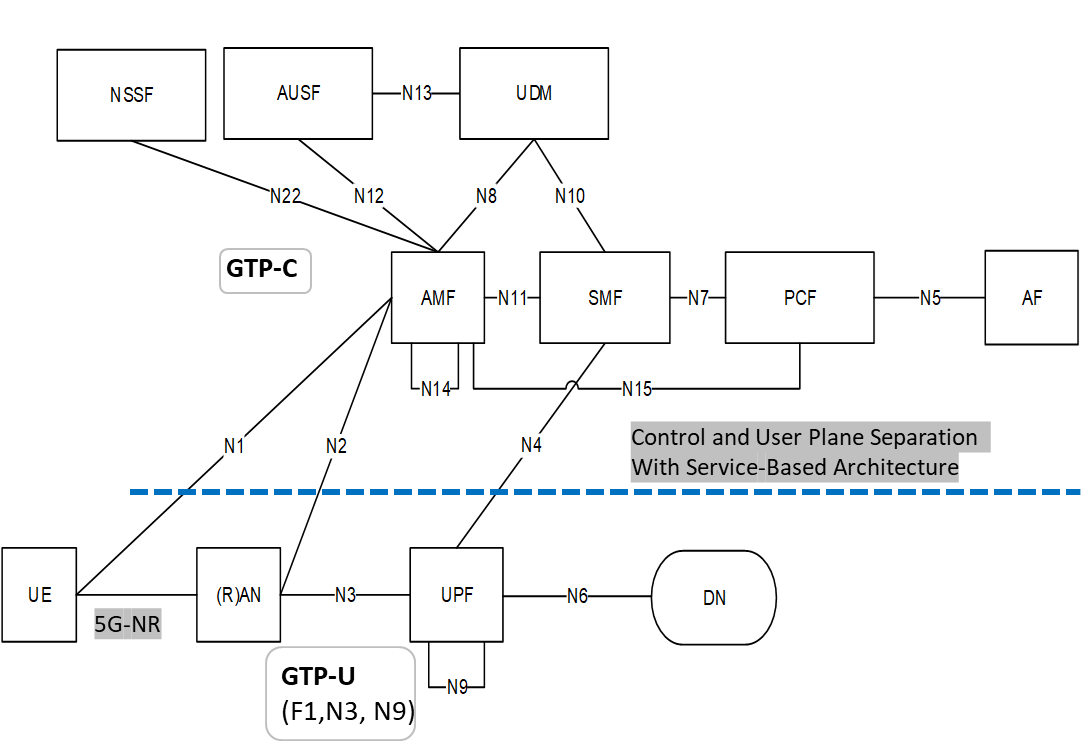 NSSF
AUSF
N13
UDM
N22
N12
N8
N10
GTP-C
AMF
N11
SMF
N7
PCF
N5
AF
N14
N15
N1
N2
N4
Control and User Plane Separation
With Service-Based Architecture
UE
(R)AN
N3
UPF
N6
DN
5G-NR
GTP-U
(F1,N3, N9)
N9